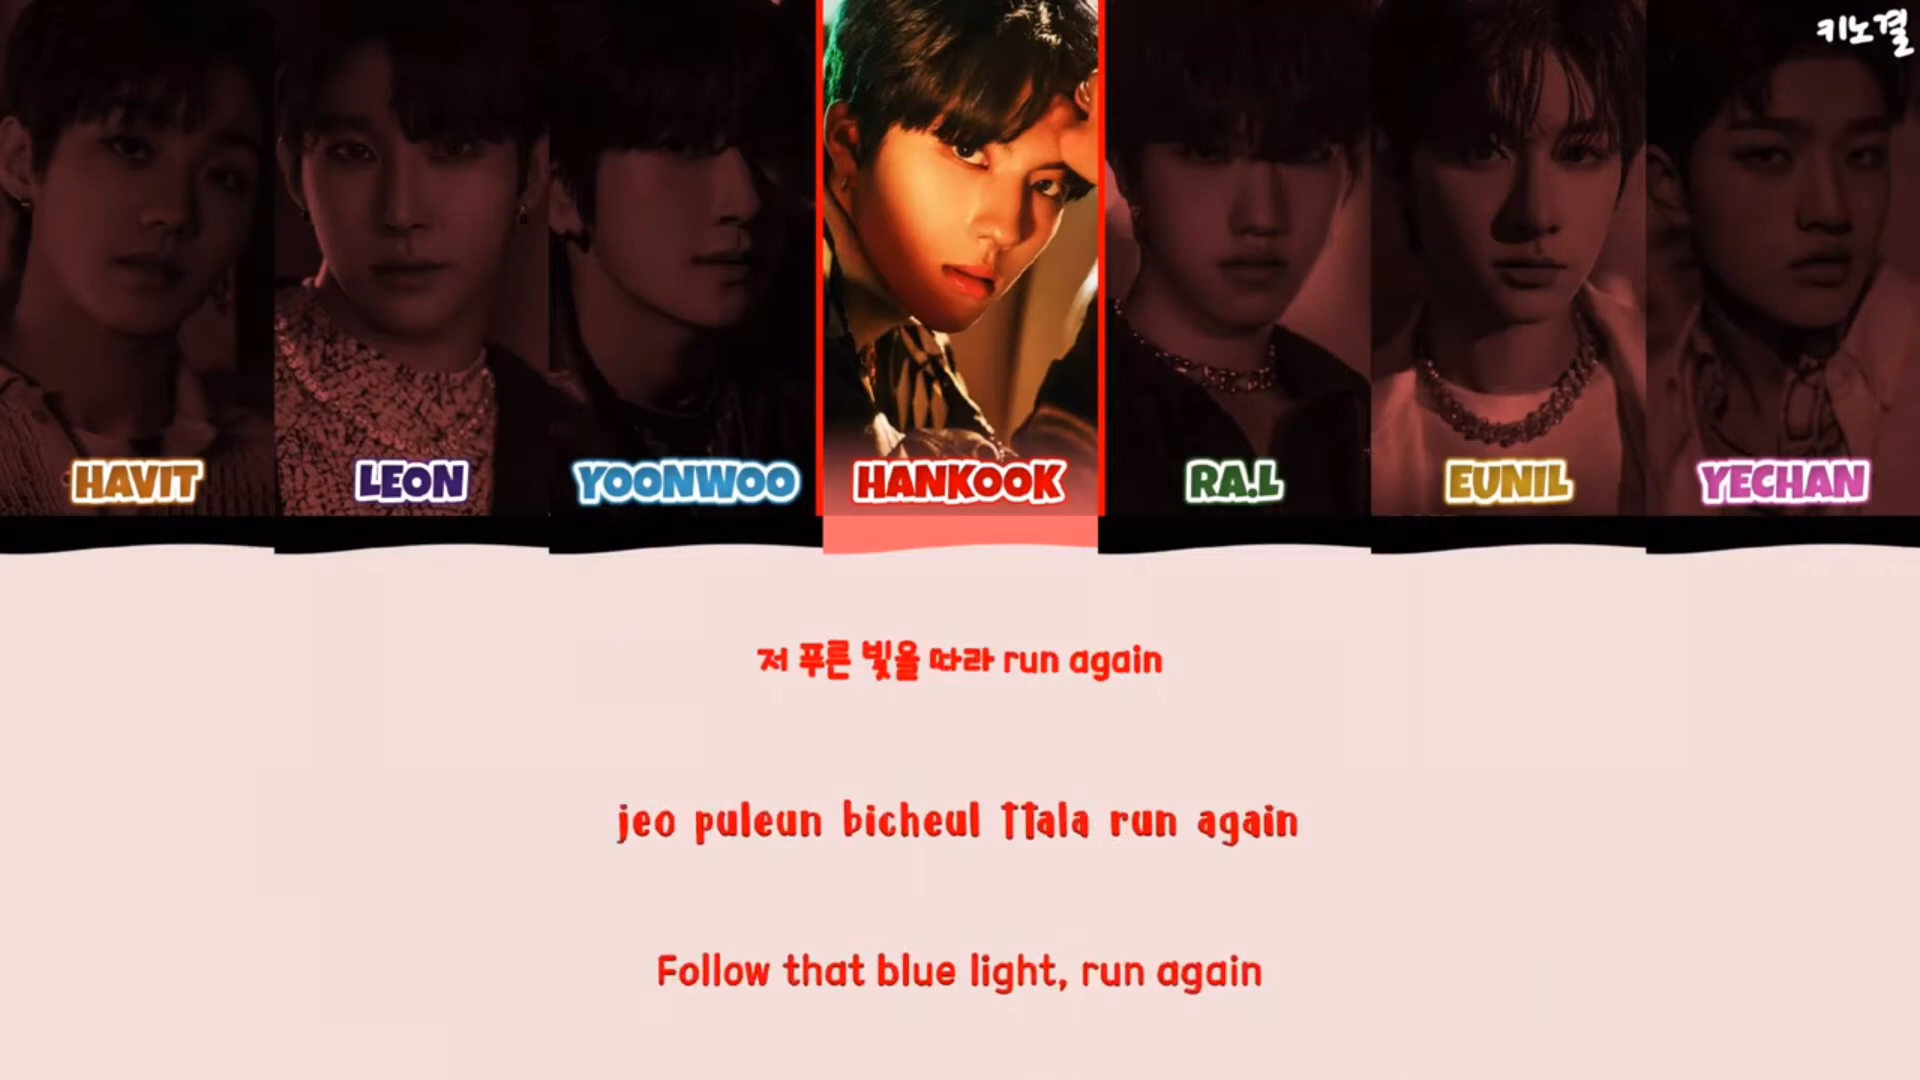 키노결
HAVIT
LEON
YOONWOO
HANKOOK
RA.L
EUNIL
YECHAN
저 푸른 빛을 따라 run again
jeo puleun bicheul TTala run again
Follow that blue light, run again